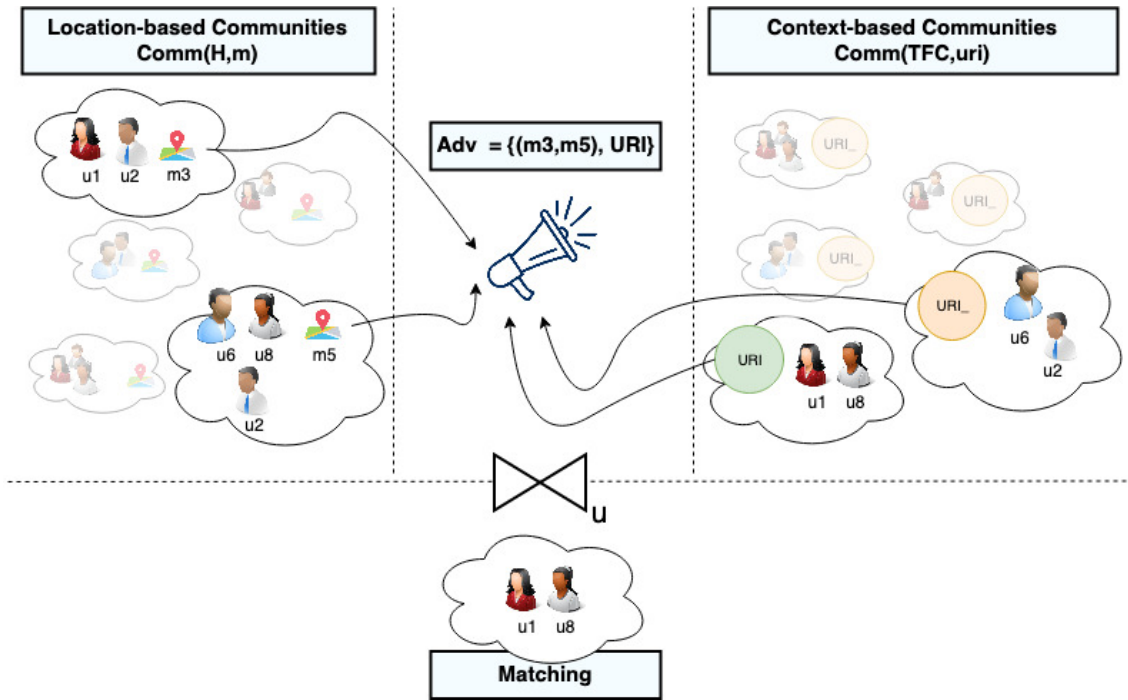 Location-based Communities
Comm(H,m)
Context-based Communities
Comm(TFC,uri)
Adv = {(m3,m5), URI}
u1 u2 m3
URI_
URI_
URI_
u6 u8 m5
u2
URI_
u6
u2
URI
u1 u8
u
u1 u8
Matching